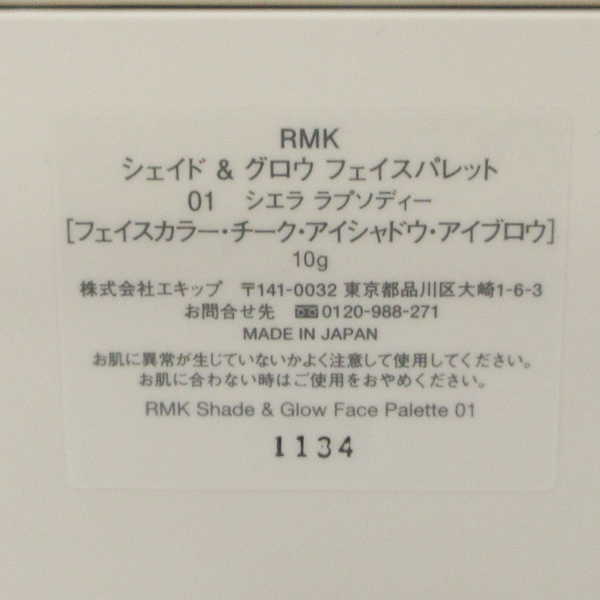 RMK
シェイド & グロウ フェイスパレット
01 シエラ ラプソディー
[フェイスカラー・チーク・アイシャドウ・アイブロウ]
10g
株式会社エキップ 〒141-0032 東京都品川区大崎1-6-3
お問合せ先 0120-988-271
MADE IN JAPAN
お肌に異常が生じていないかよく注意して使用してください。
お肌に合わない時はご使用をおやめください。
RMK Shade & Glow Face Palette 01
1134